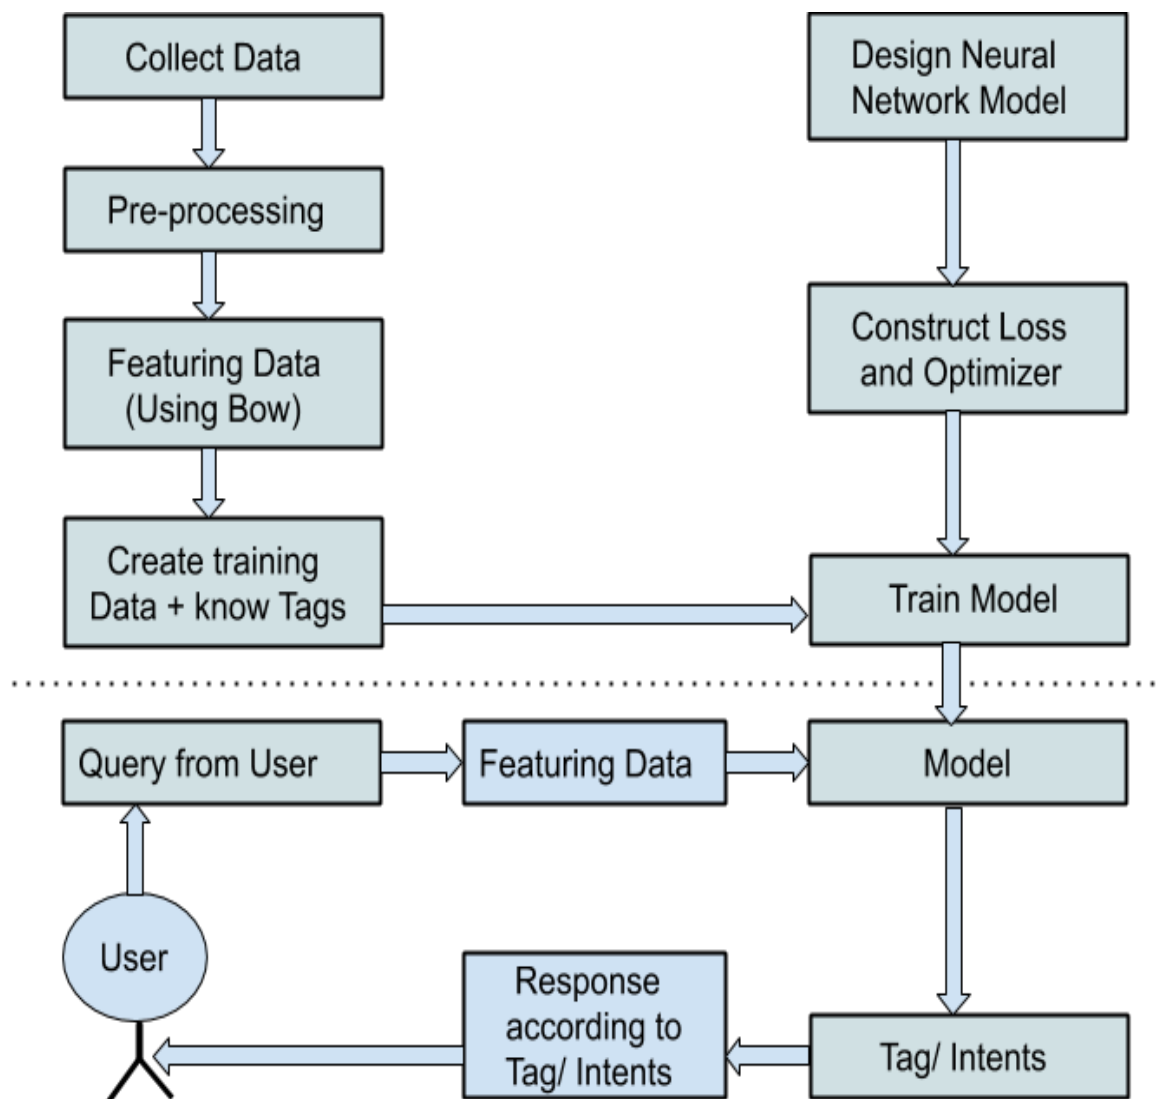 Collect Data
Pre-processing
Featuring Data
(Using Bow)
Create training
Data + know Tags
Design Neural
Network Model
Construct Loss
and Optimizer
Train Model
Query from User
Featuring Data
Model
User
Response
according to
Tag/ Intents
Tag/ Intents